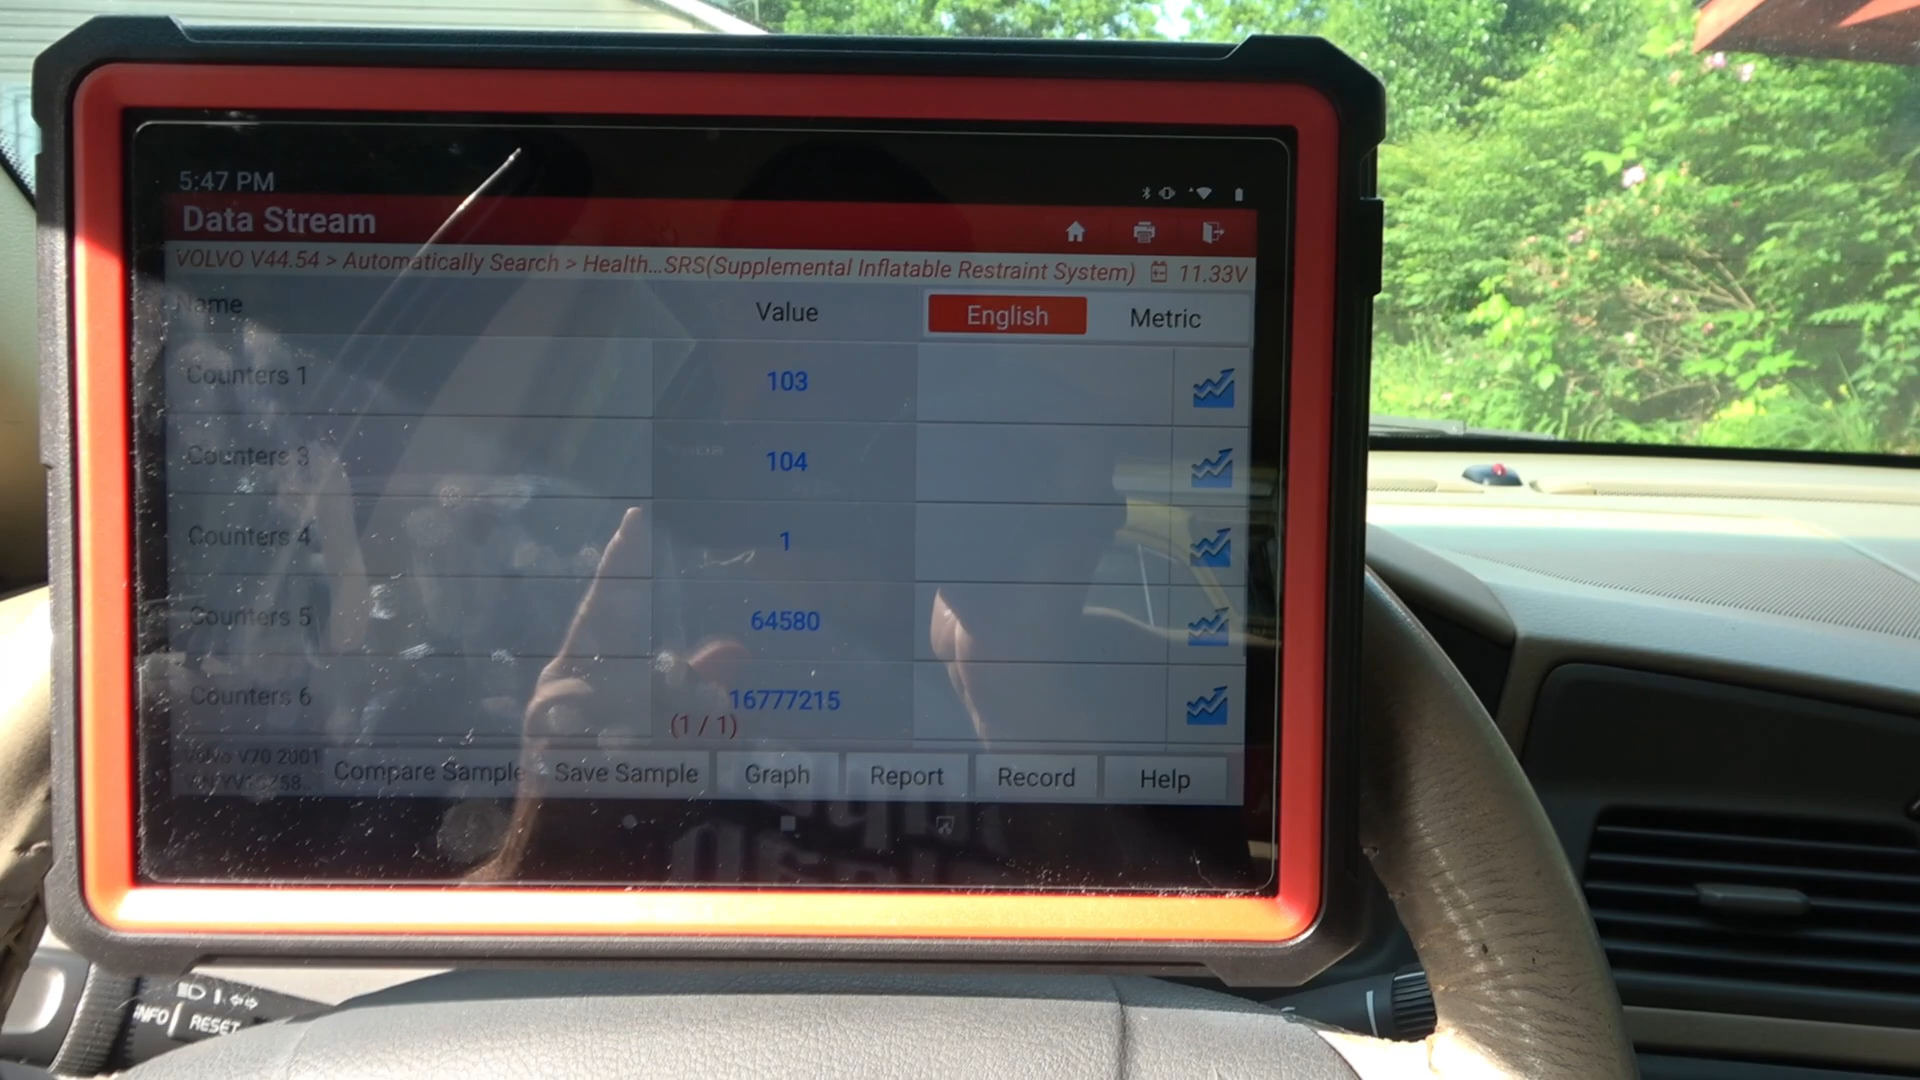 5:47 PM
Data Stream
VOLVO V44.54 > Automatically Search > Health...SRS(Supplemental Inflatable Restraint System) 11.33V
Name Value English Metric
Counters 1 103
Counters 3 104
Counters 4 1
Counters 5 64580
Counters 6 16777215
(1 / 1)
Volvo V70 2001
Compare Sample Save Sample Graph Report Record Help
INFO RESET